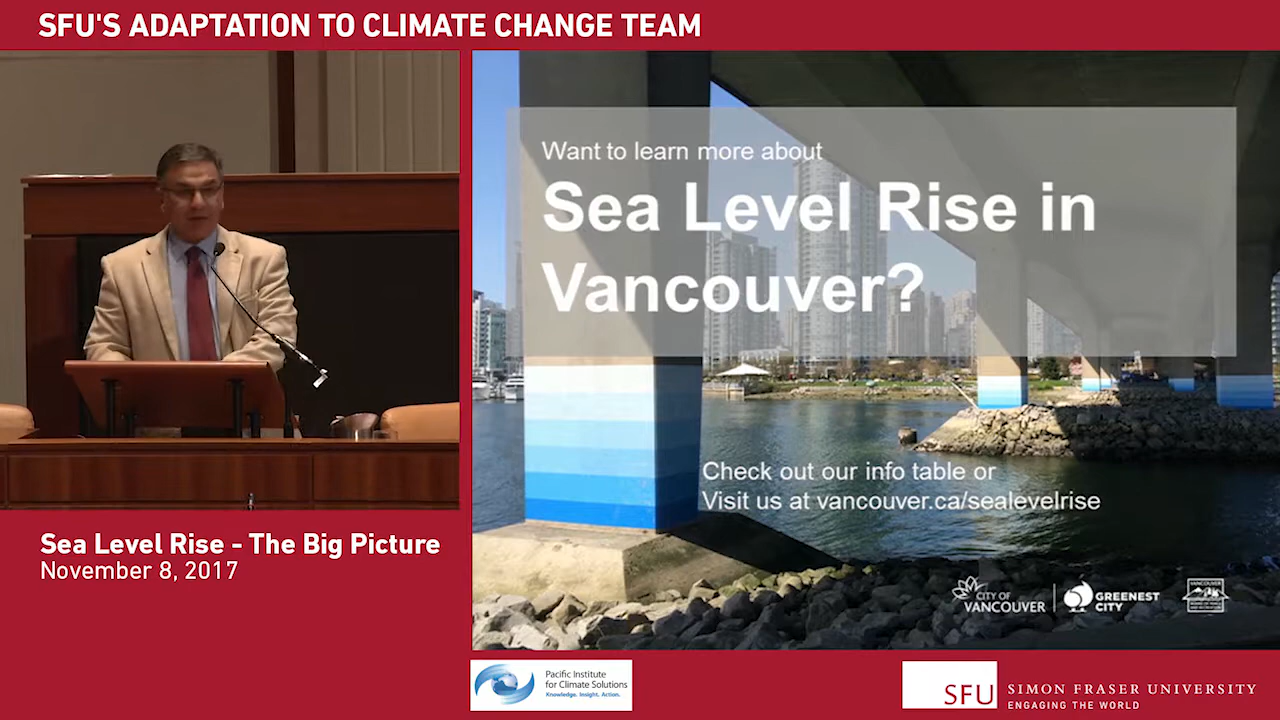 SFU'S ADAPTATION TO CLIMATE CHANGE TEAM
Want to learn more about
Sea Level Rise in
Vancouver?
Check out our info table or
Visit us at vancouver.ca/sealevelrise
CITY OF
VANCOUVER
GREENEST
CITY
VANCOUVER
Sea Level Rise - The Big Picture
November 8, 2017
Pacific Institute
for Climate Solutions
Knowledge. Insight. Action.
SFU
SIMON FRASER UNIVERSITY
ENGAGING THE WORLD